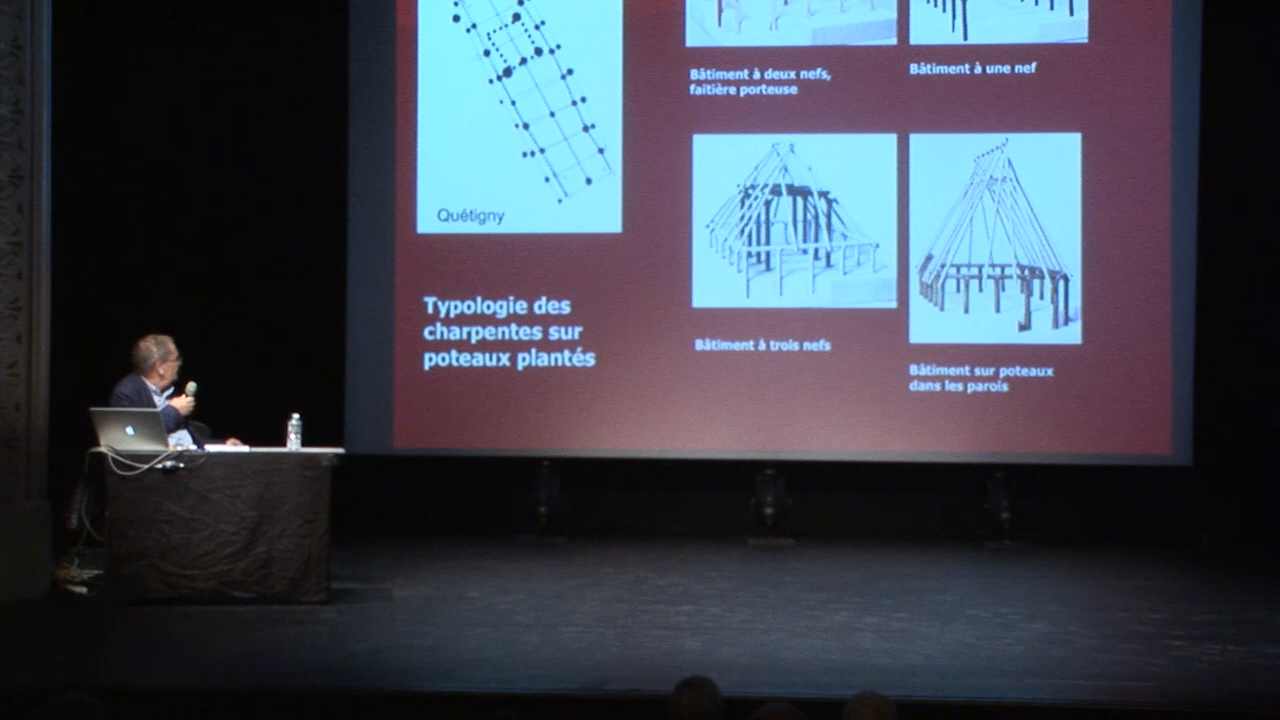 Quétigny
Typologie des
charpentes sur
poteaux plantés
Bâtiment à deux nefs,
faitière porteuse
Bâtiment à une nef
Bâtiment à trois nefs
Bâtiment sur poteaux
dans les parois